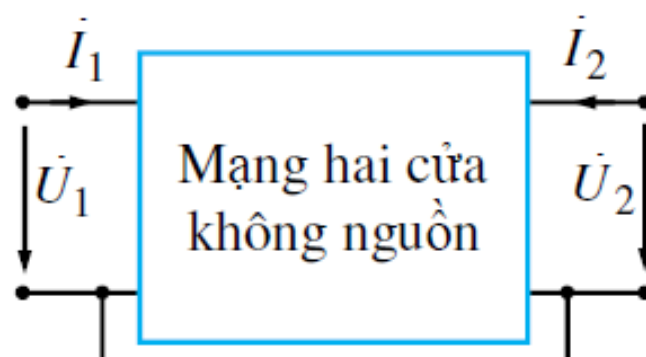 İ₁
İ₂
U̇₁
Mạng hai cửa
không nguồn
U̇₂